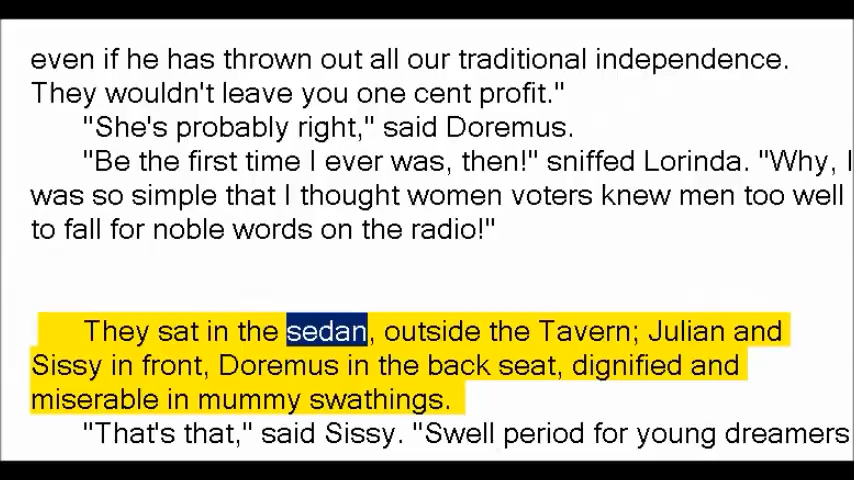 even if he has thrown out all our traditional independence.
They wouldn't leave you one cent profit."
"She's probably right," said Doremus.
"Be the first time I ever was, then!" sniffed Lorinda. "Why, I
was so simple that I thought women voters knew men too well
to fall for noble words on the radio!"
They sat in the sedan, outside the Tavern; Julian and
Sissy in front, Doremus in the back seat, dignified and
miserable in mummy swathings.
"That's that," said Sissy. "Swell period for young dreamers